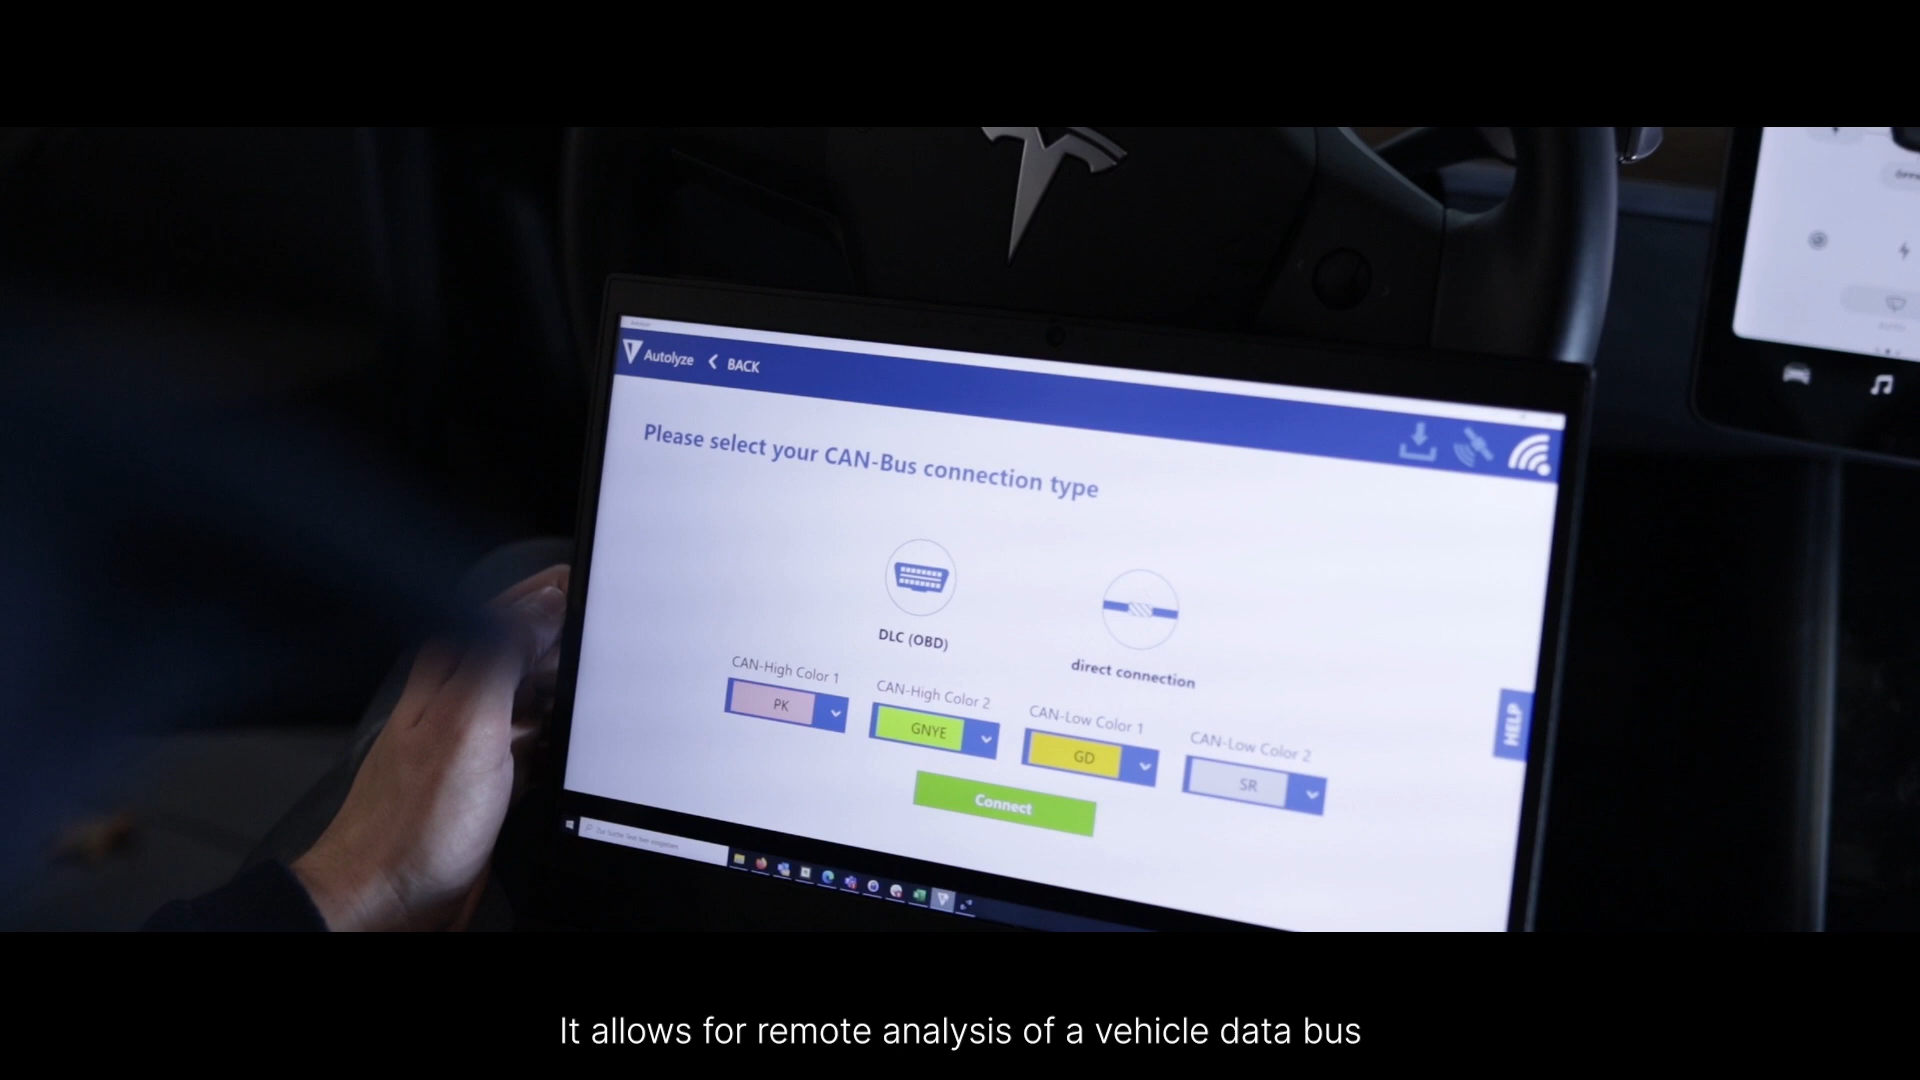 Autolyze
BACK
Please select your CAN-Bus connection type
DLC (OBD)
direct connection
CAN-High Color 1
CAN-High Color 2
CAN-Low Color 1
CAN-Low Color 2
PK
GNYE
GD
SR
Connect
HELP
It allows for remote analysis of a vehicle data bus